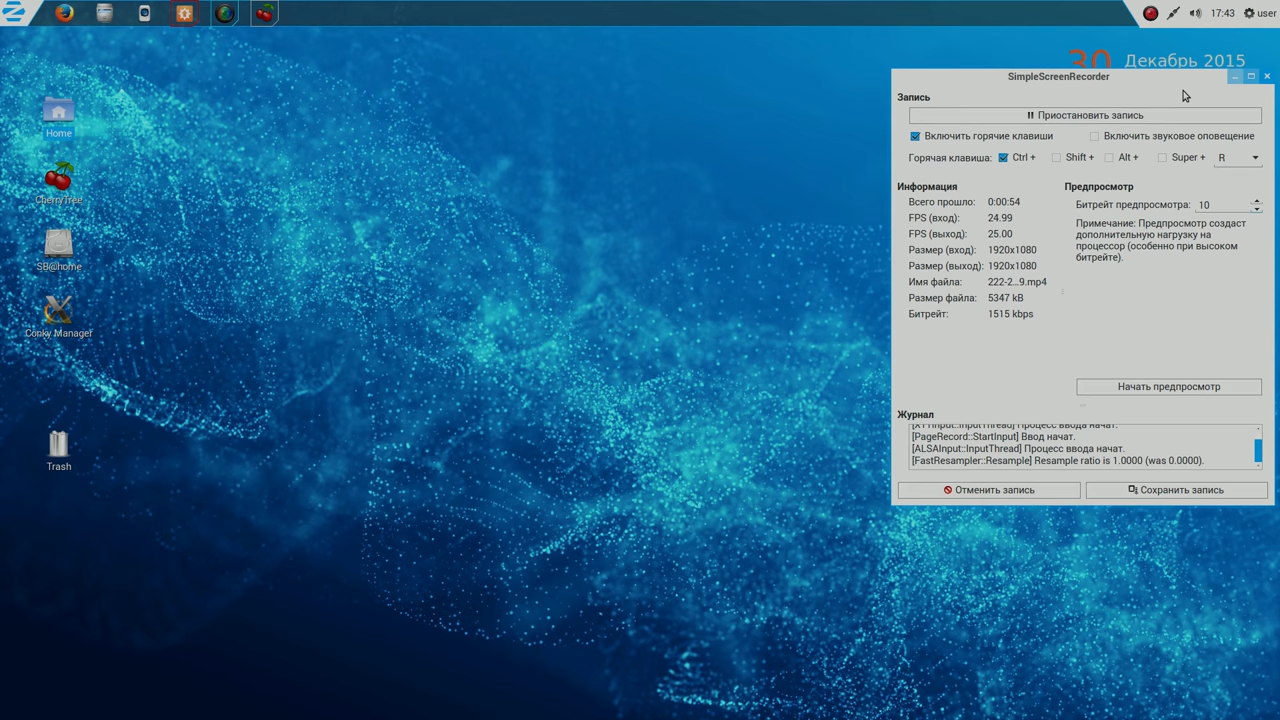 17:43
user
30 Декабрь 2015
SimpleScreenRecorder
Запись
Приостановить запись
Включить горячие клавиши
Включить звуковое оповещение
Горячая клавиша: Ctrl + Shift + Alt + Super + R
Информация
Всего прошло: 0:00:54
FPS (вход): 24.99
FPS (выход): 25.00
Размер (вход): 1920x1080
Размер (выход): 1920x1080
Имя файла: 222-2...9.mp4
Размер файла: 5347 kB
Битрейт: 1515 kbps
Предпросмотр
Битрейт предпросмотра: 10
Примечание: Предпросмотр создаст
дополнительную нагрузку на
процессор (особенно при высоком
битрейте).
Начать предпросмотр
Журнал
[X11Input::InputThread] Процесс ввода начат.
[PageRecord::StartInput] Ввод начат.
[ALSAInput::InputThread] Процесс ввода начат.
[FastResampler::Resample] Resample ratio is 1.0000 (was 0.0000).
Отменить запись
Сохранить запись
Home
CherryTree
SB@home
Conky Manager
Trash